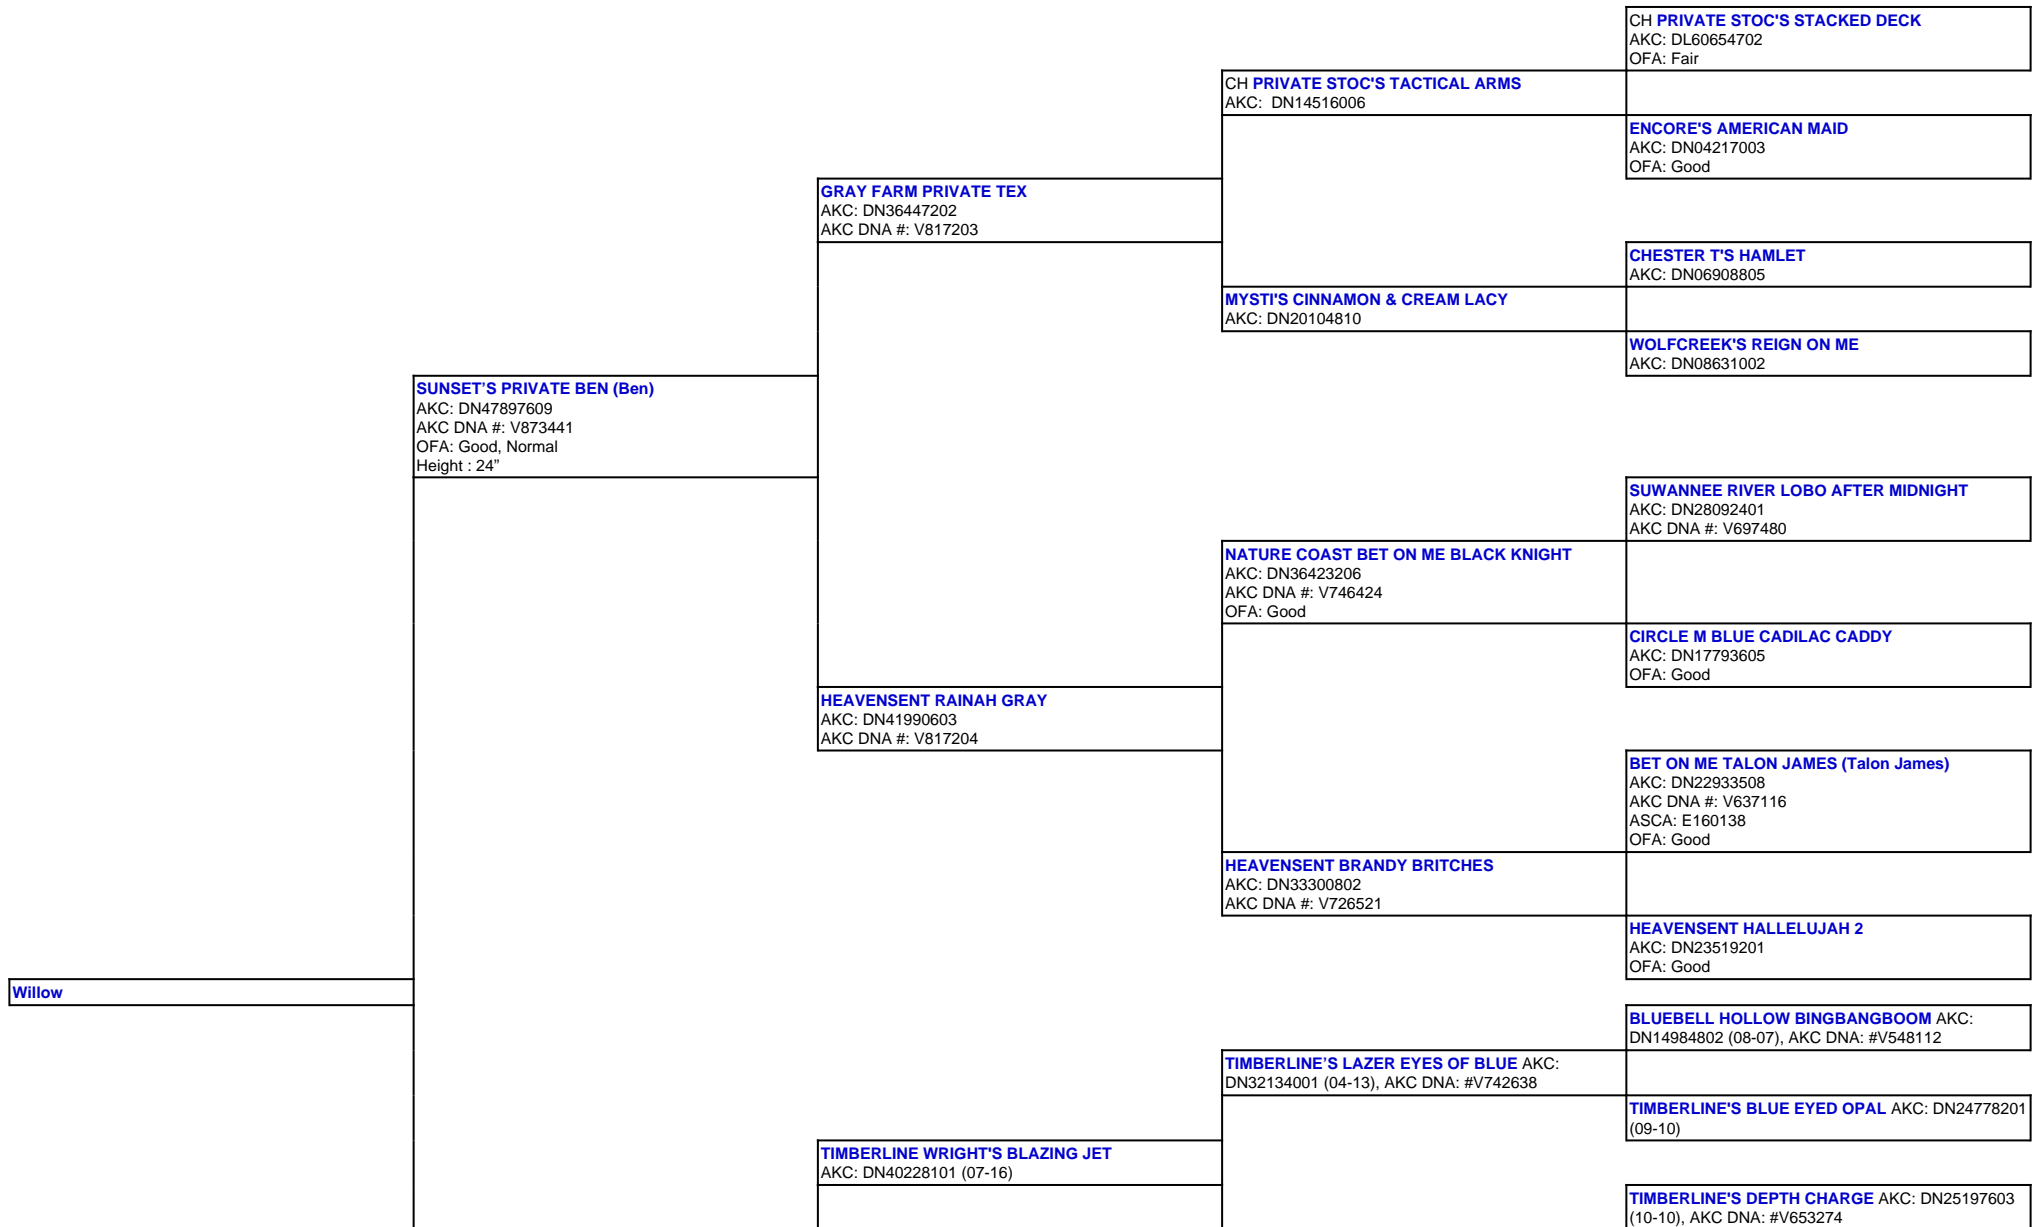 CH PRIVATE STOC'S STACKED DECK
AKC: DL60654702
OFA: Fair
CH PRIVATE STOC'S TACTICAL ARMS
AKC:  DN14516006
ENCORE'S AMERICAN MAID
AKC: DN04217003
OFA: Good
GRAY FARM PRIVATE TEX
AKC: DN36447202
AKC DNA #: V817203
CHESTER T'S HAMLET
AKC: DN06908805
MYSTI'S CINNAMON & CREAM LACY
AKC: DN20104810
WOLFCREEK'S REIGN ON ME
AKC: DN08631002
SUNSET’S PRIVATE BEN (Ben)
AKC: DN47897609
AKC DNA #: V873441
OFA: Good, Normal
Height : 24”
SUWANNEE RIVER LOBO AFTER MIDNIGHT
AKC: DN28092401
AKC DNA #: V697480
NATURE COAST BET ON ME BLACK KNIGHT
AKC: DN36423206
AKC DNA #: V746424
OFA: Good
CIRCLE M BLUE CADILAC CADDY
AKC: DN17793605
OFA: Good
HEAVENSENT RAINAH GRAY
AKC: DN41990603
AKC DNA #: V817204
BET ON ME TALON JAMES (Talon James)
AKC: DN22933508
AKC DNA #: V637116
ASCA: E160138
OFA: Good
HEAVENSENT BRANDY BRITCHES
AKC: DN33300802
AKC DNA #: V726521
HEAVENSENT HALLELUJAH 2
AKC: DN23519201
OFA: Good
Willow
BLUEBELL HOLLOW BINGBANGBOOM AKC:
DN14984802 (08-07), AKC DNA: #V548112
TIMBERLINE’S LAZER EYES OF BLUE AKC:
DN32134001 (04-13), AKC DNA: #V742638
TIMBERLINE'S BLUE EYED OPAL AKC: DN24778201
(09-10)
TIMBERLINE WRIGHT'S BLAZING JET
AKC: DN40228101 (07-16)
TIMBERLINE'S DEPTH CHARGE AKC: DN25197603
(10-10), AKC DNA: #V653274